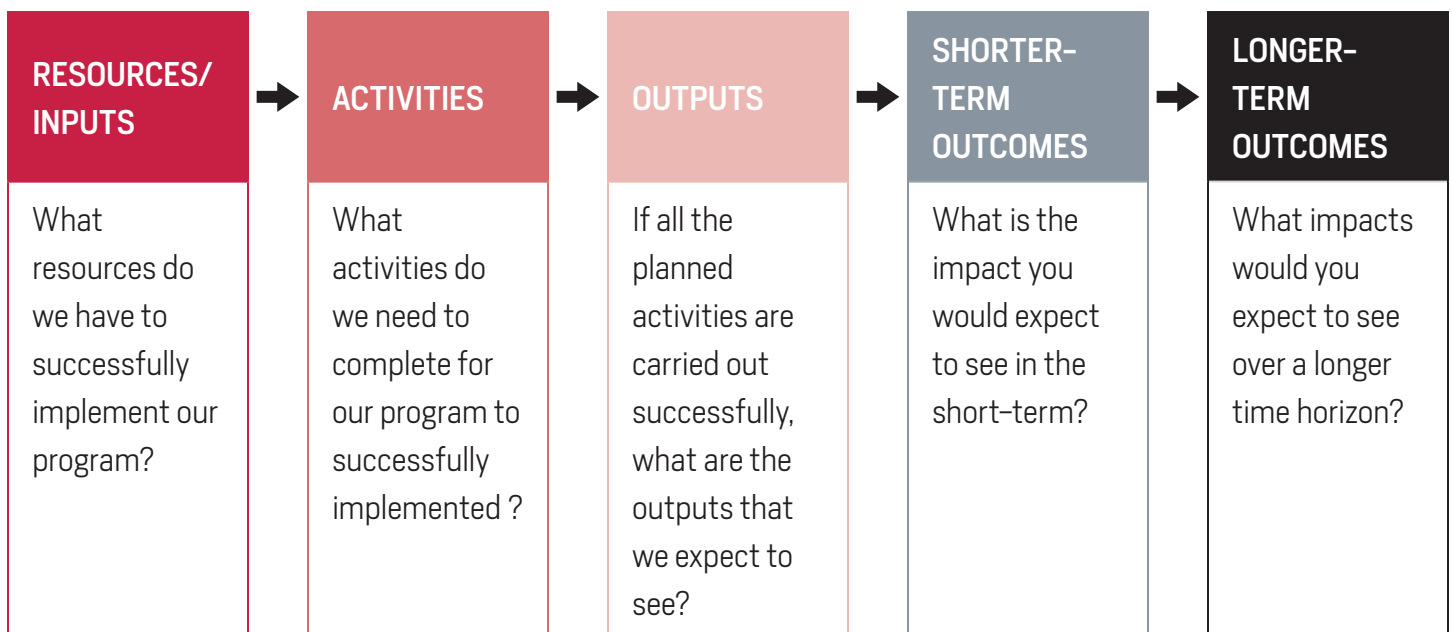 RESOURCES/
INPUTS
What
resources do
we have to
successfully
implement our
program?
ACTIVITIES
What
activities do
we need to
complete for
our program to
successfully
implemented ?
OUTPUTS
If all the
planned
activities are
carried out
successfully,
what are the
outputs that
we expect to
see?
SHORTER-
TERM
OUTCOMES
What is the
impact you
would expect
to see in the
short-term?
LONGER-
TERM
OUTCOMES
What impacts
would you
expect to see
over a longer
time horizon?